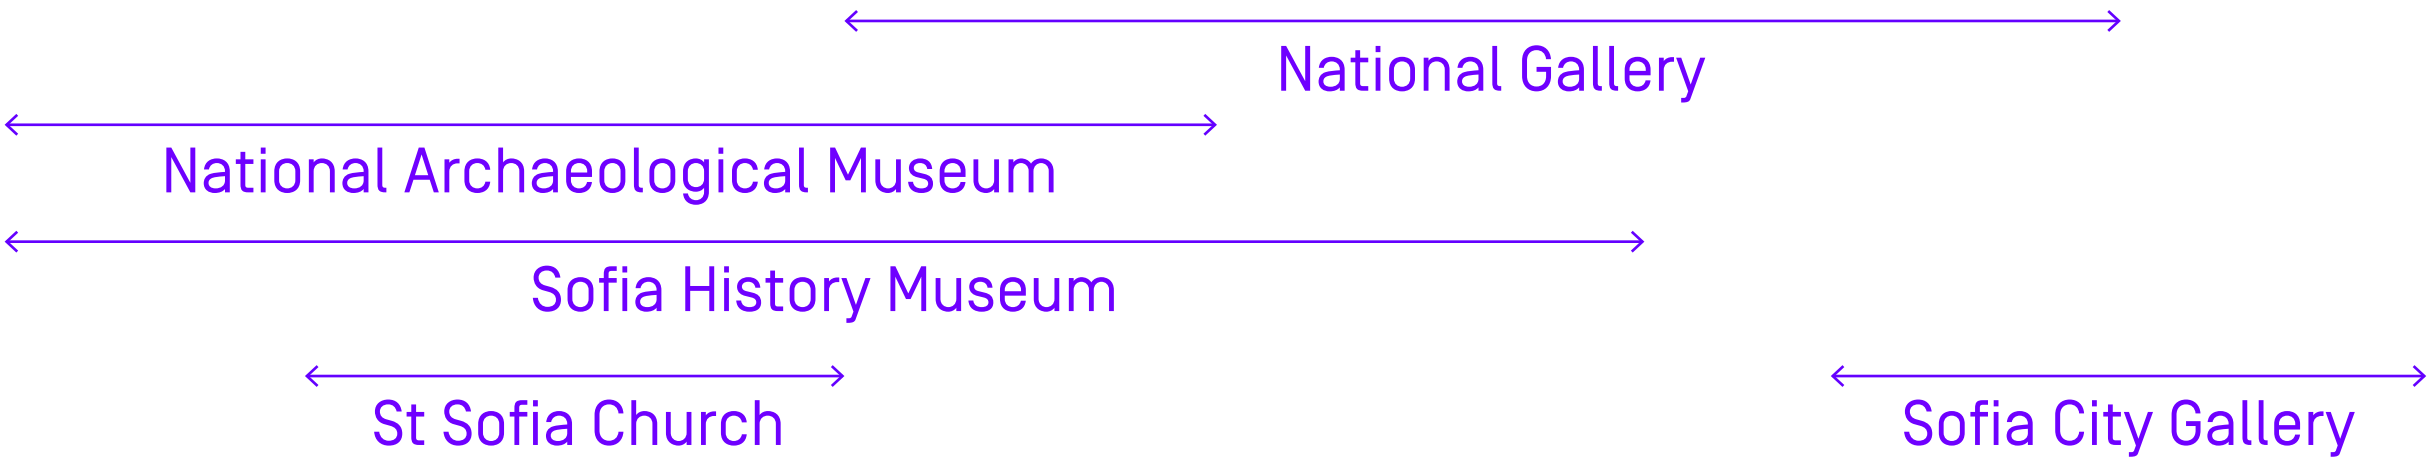 National Gallery
National Archaeological Museum
Sofia History Museum
St Sofia Church
Sofia City Gallery